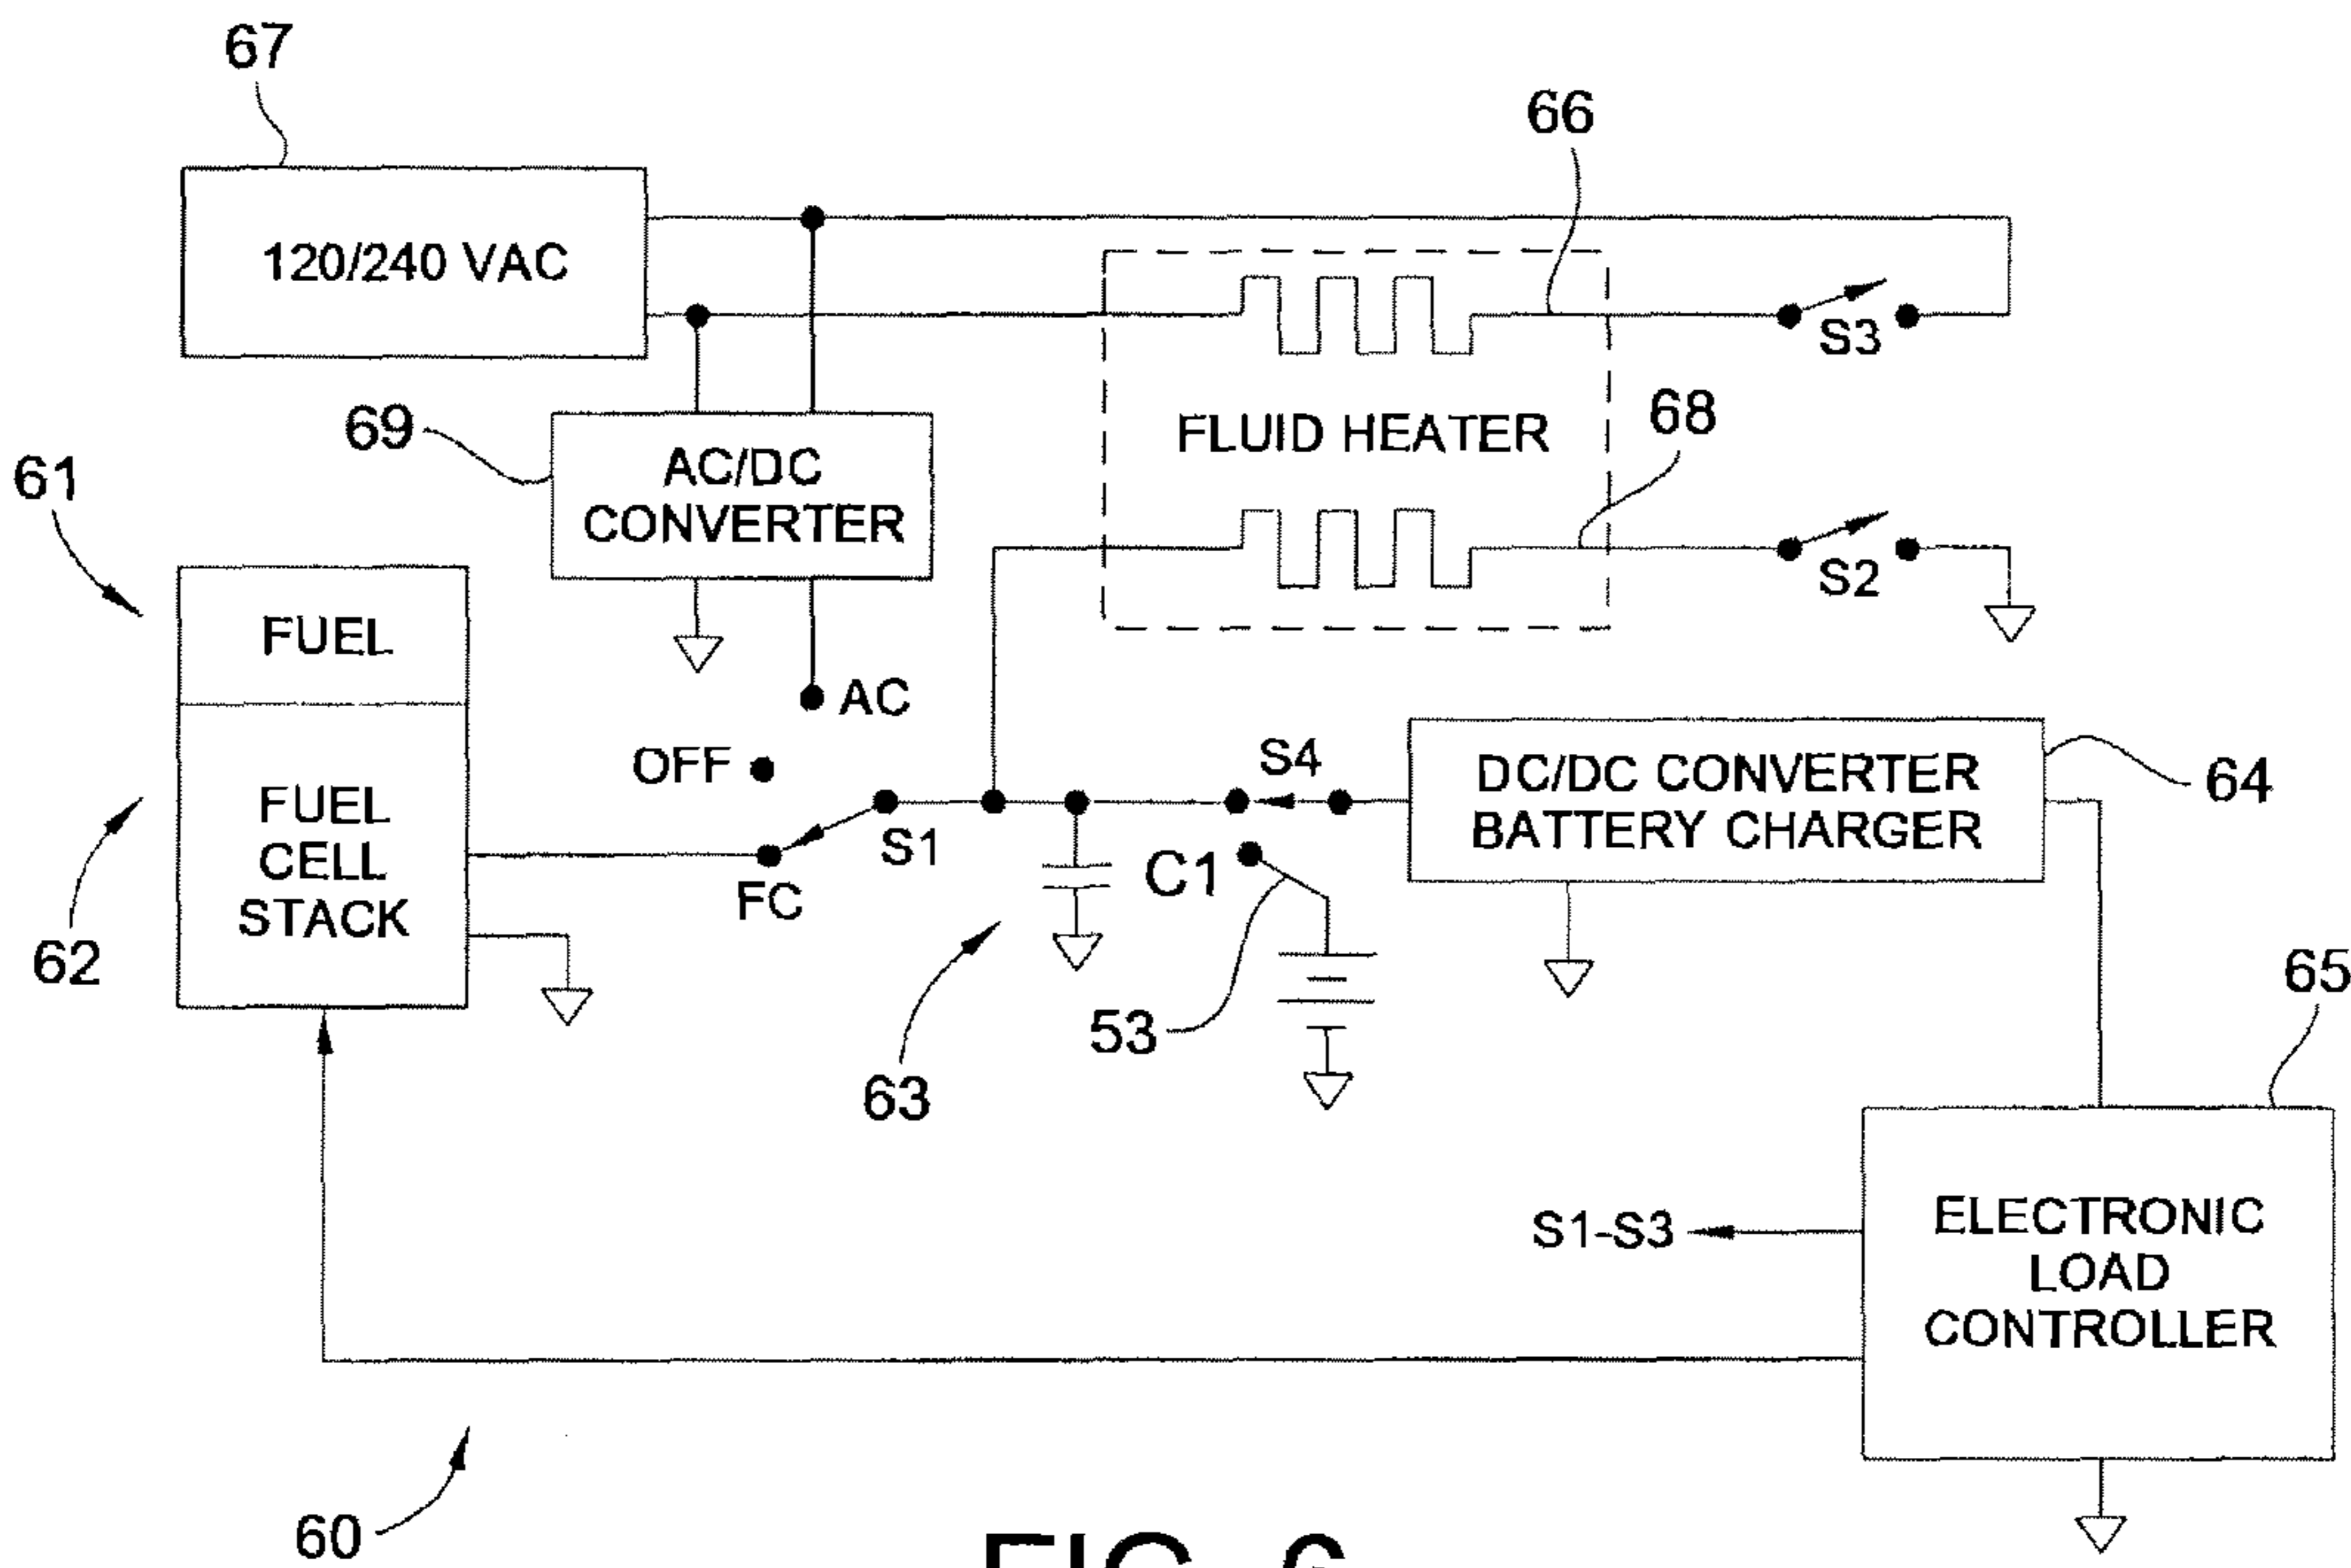 67
66
120/240 VAC
S3
69
AC/DC
CONVERTER
FLUID HEATER
68
61
S2
FUEL
AC
OFF
S4
DC/DC CONVERTER
BATTERY CHARGER
64
FUEL
CELL
STACK
S1
FC
C1
62
53
63
65
S1-S3
ELECTRONIC
LOAD
CONTROLLER
60
FIG. 6